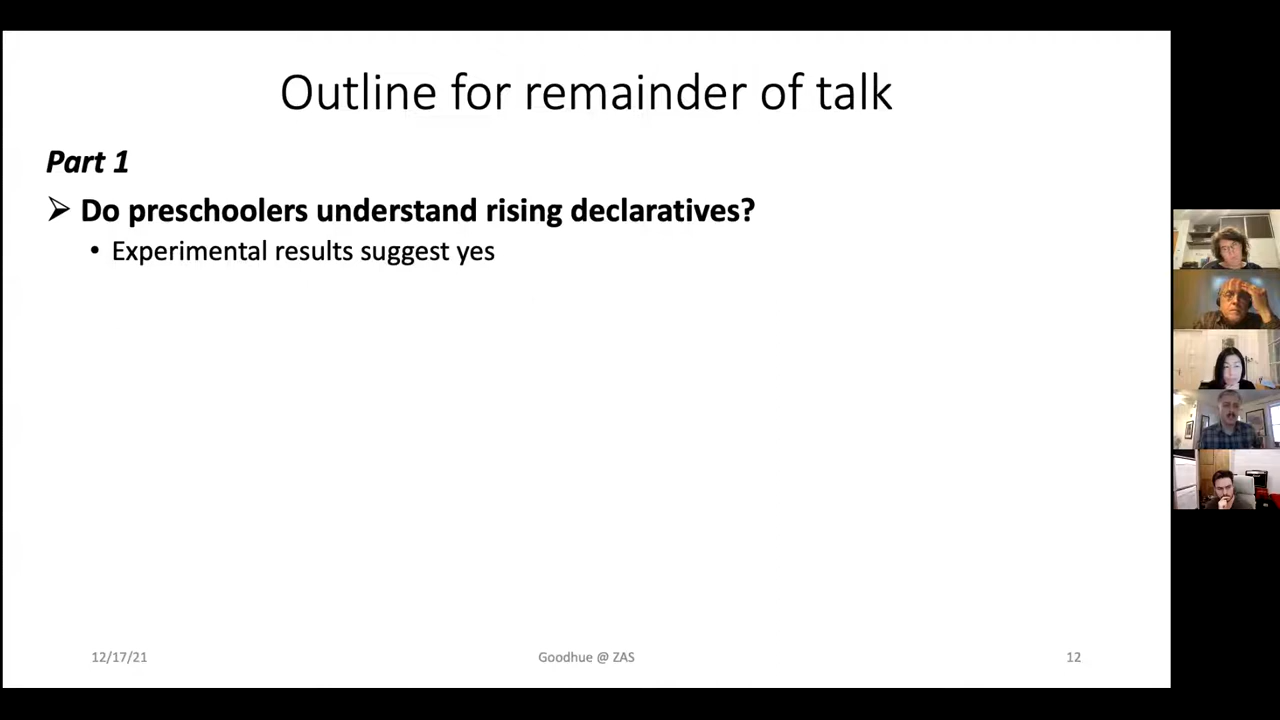 Outline for remainder of talk
Part 1
➢ Do preschoolers understand rising declaratives?
• Experimental results suggest yes
12/17/21
Goodhue @ ZAS
12